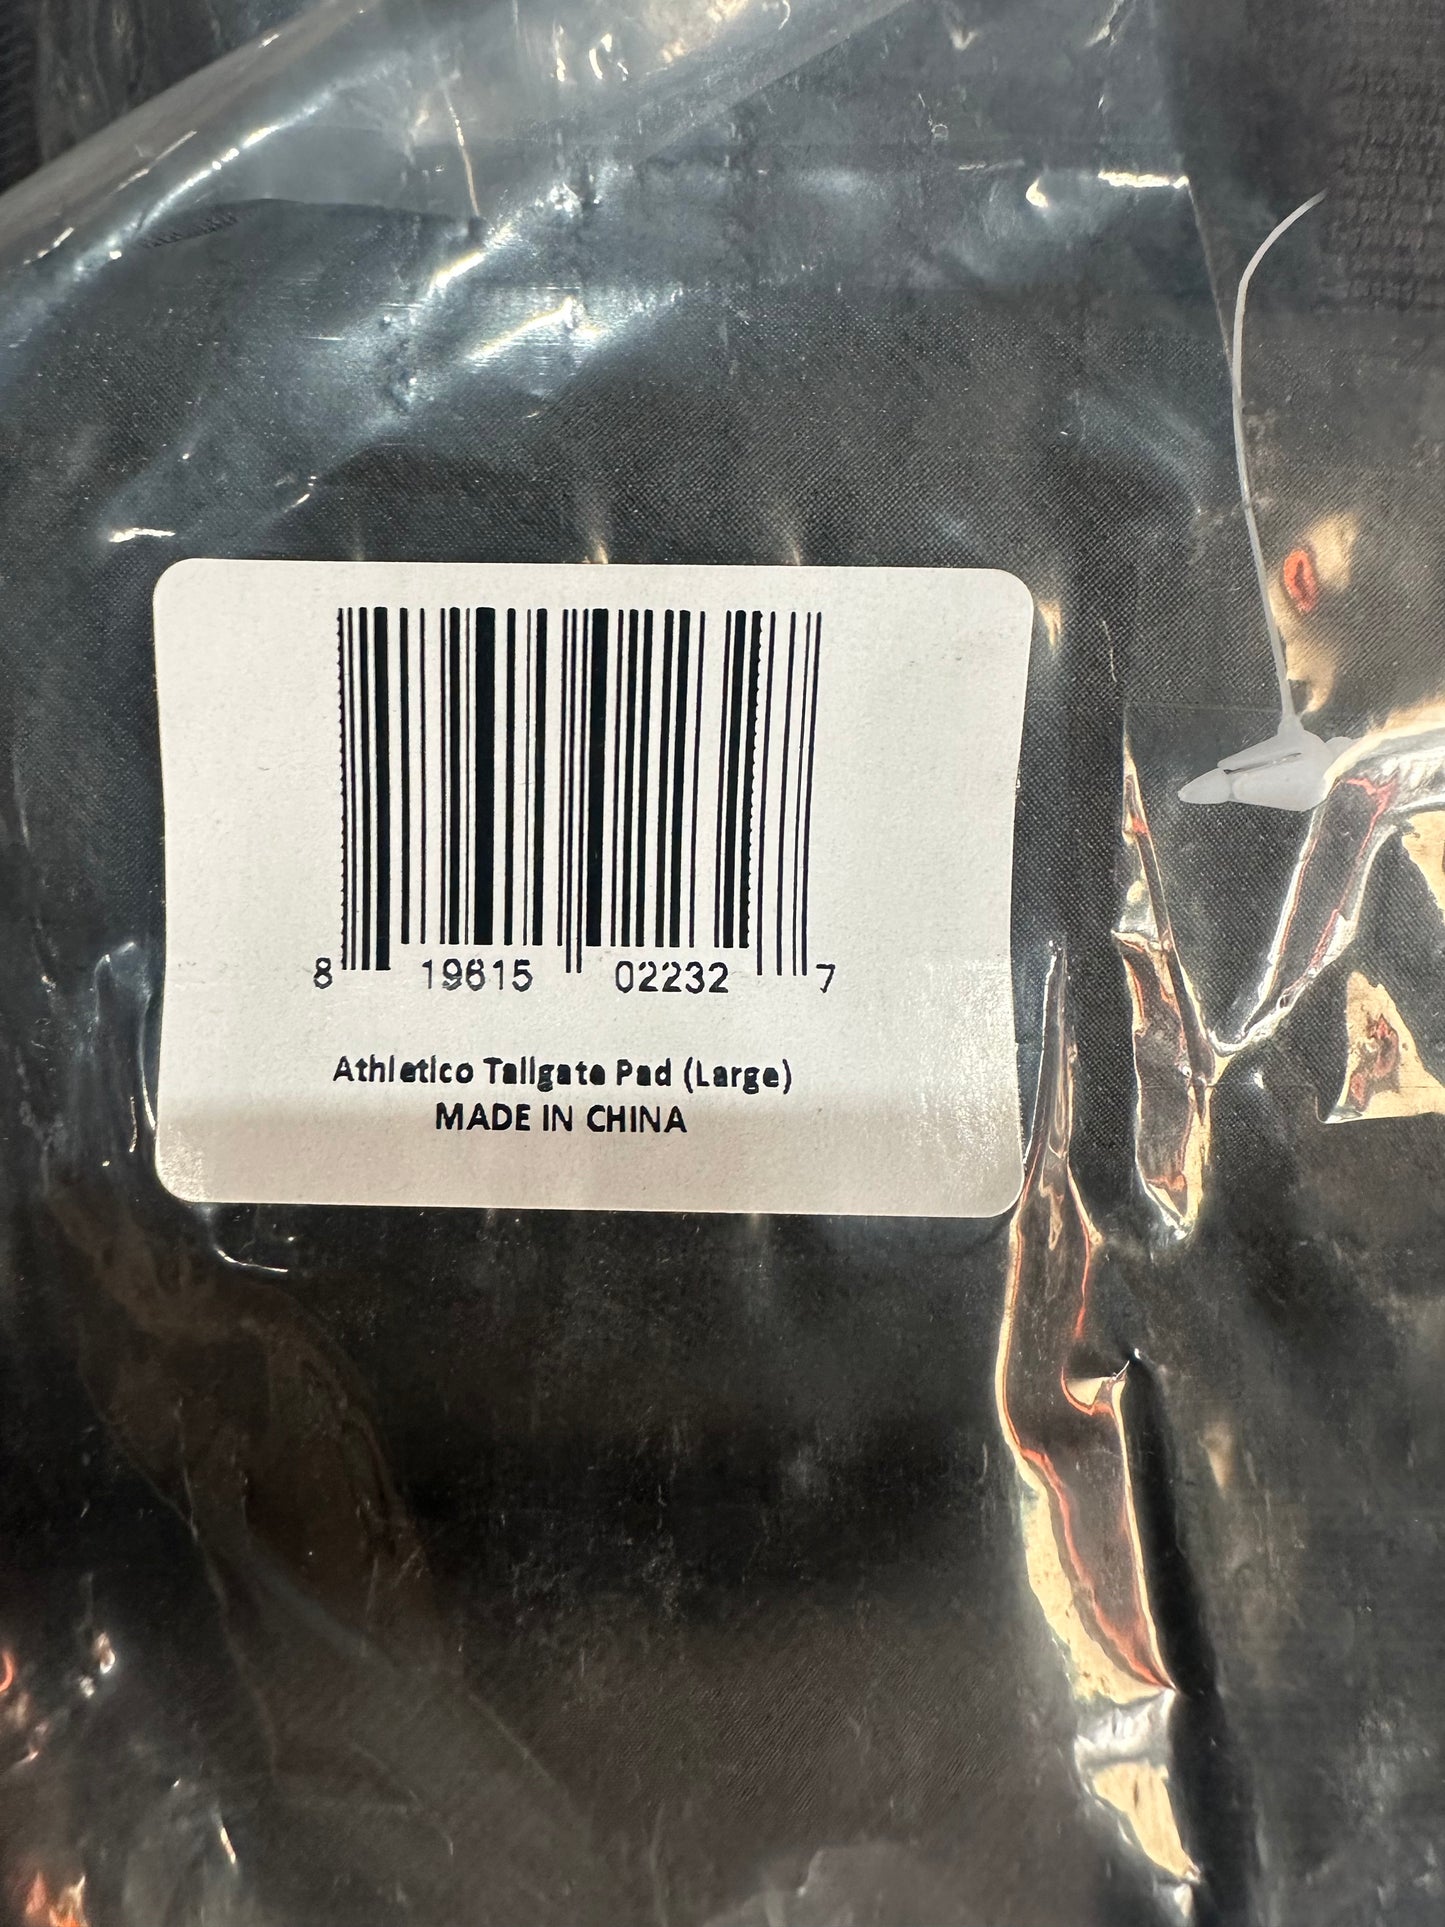 8 19615 02232 7
Athletico Tailgate Pad (Large)
MADE IN CHINA